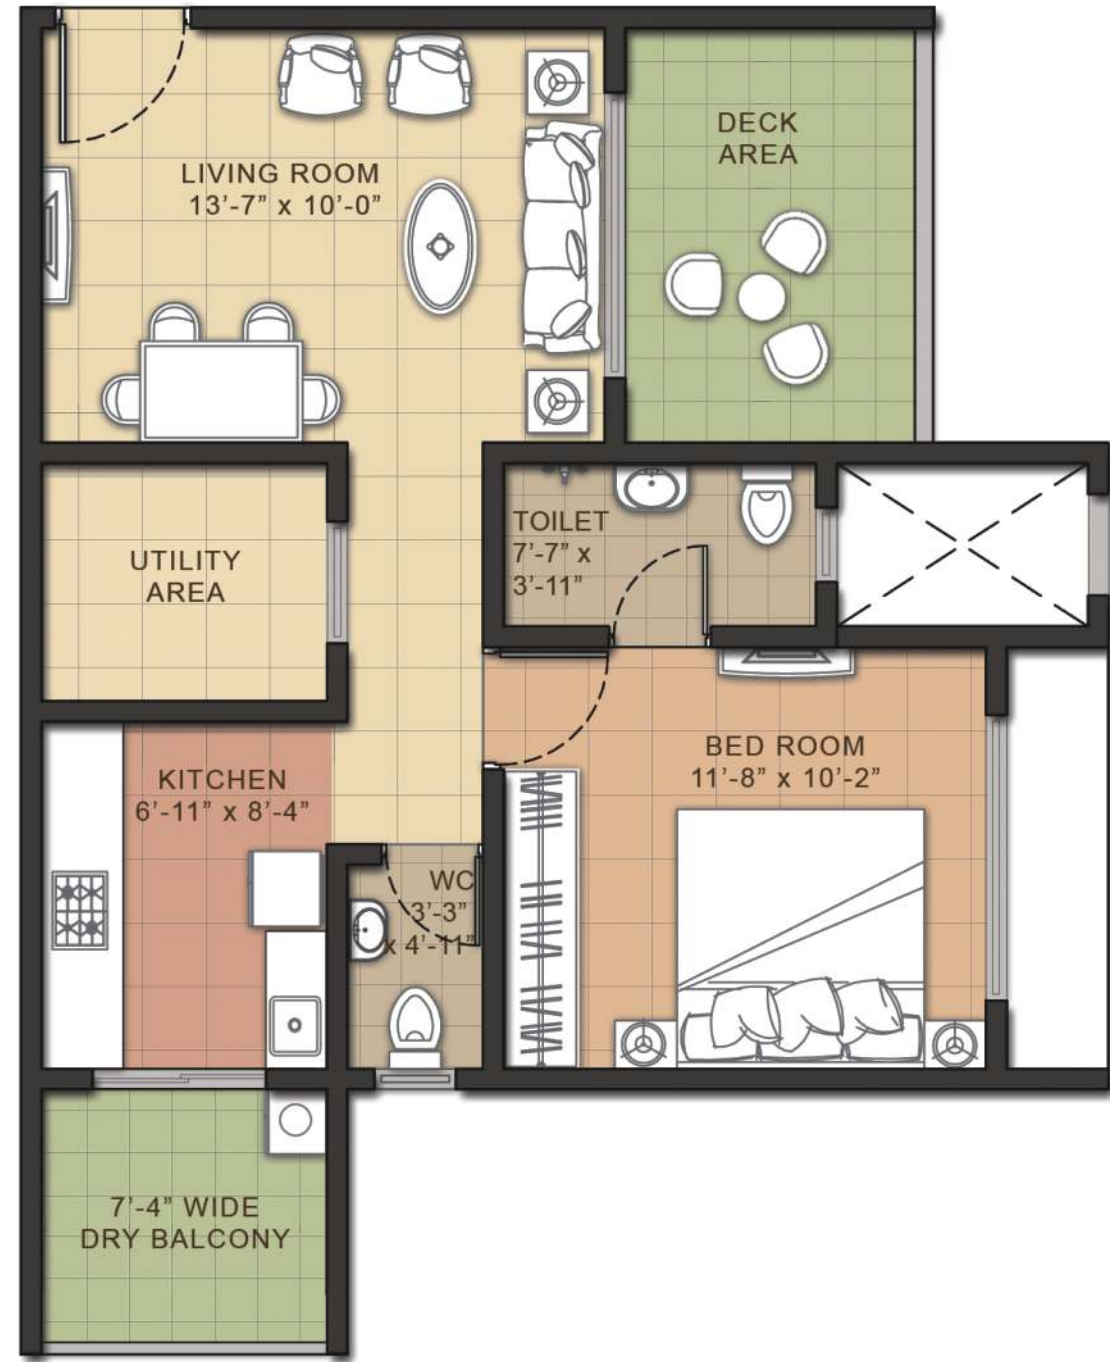 DECK
AREA
LIVING ROOM
13’-7” x 10’-0”
UTILITY
AREA
TOILET
7’-7” x
3’-11”
BED ROOM
11’-8” x 10’-2”
KITCHEN
6’-11” x 8’-4”
WC
3’-3”
x 4’-11”
7’-4” WIDE
DRY BALCONY